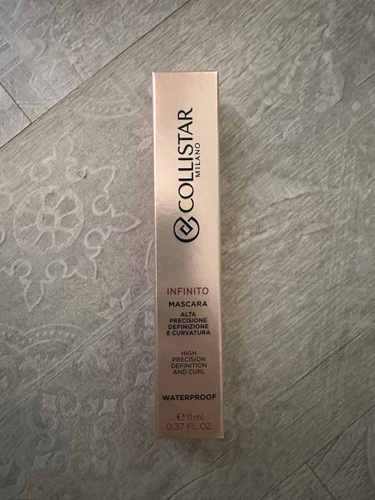 COLLISTAR
MILANO
INFINITO
MASCARA
ALTA
PRECISIONE
DEFINIZIONE
E CURVATURA
HIGH
PRECISION
DEFINITION
AND CURL
WATERPROOF
℮ 11 ml.
0.37 FL.OZ.